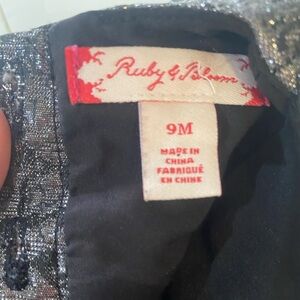 Ruby & Bloom
9M
MADE IN
CHINA
FABRIQUÉ
EN CHINE